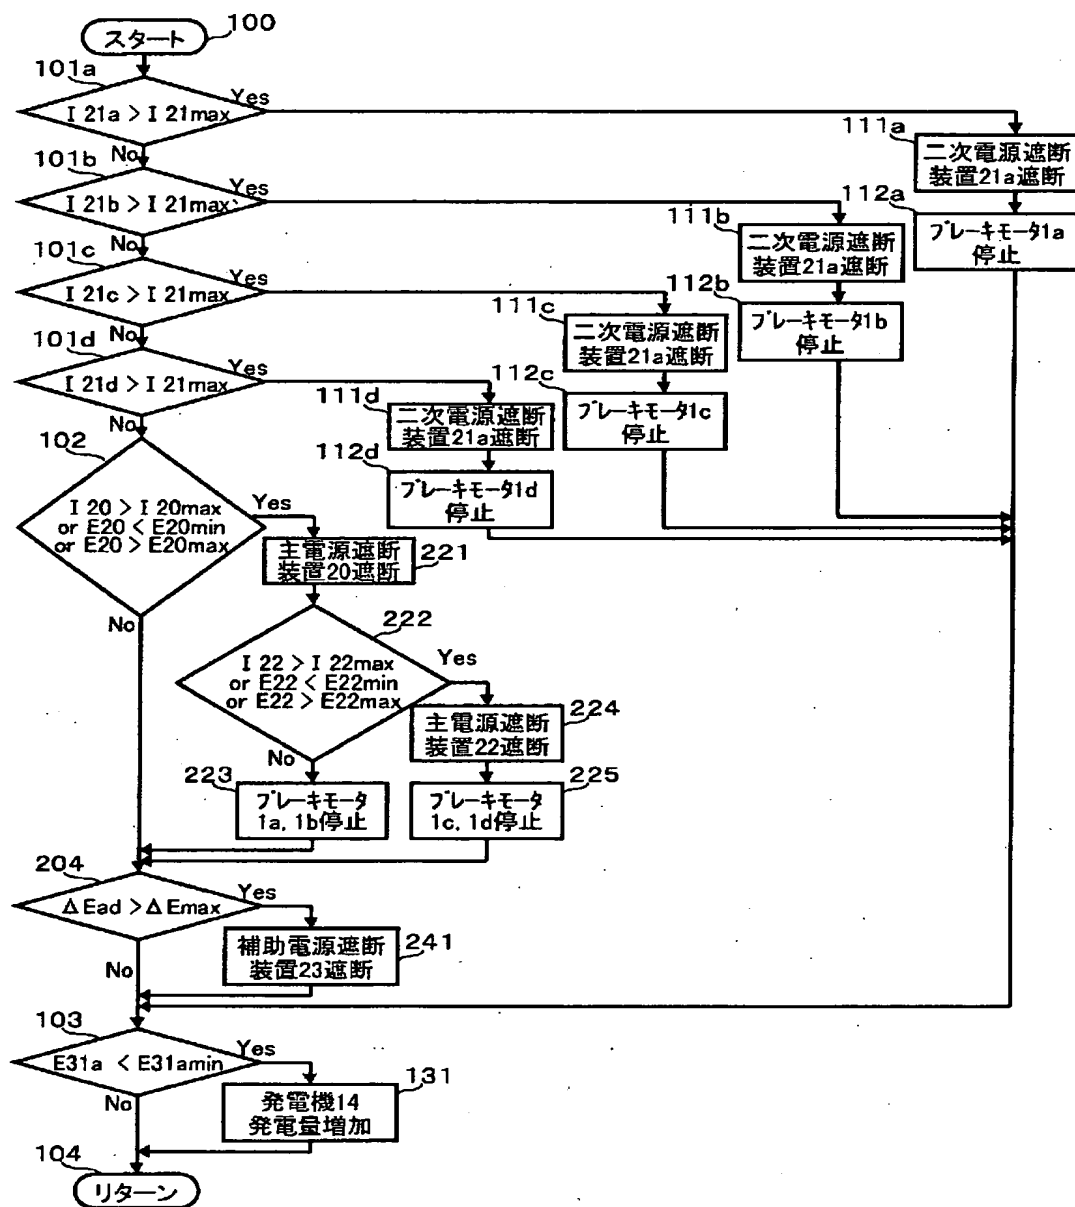 100
スタート
101a
I 21a > I 21max
Yes
No
111a
二次電源遮断
装置21a遮断
112a
ブレーキモータ1a
停止
101b
I 21b > I 21max
Yes
No
111b
二次電源遮断
装置21a遮断
112b
ブレーキモータ1b
停止
101c
I 21c > I 21max
Yes
No
111c
二次電源遮断
装置21a遮断
112c
ブレーキモータ1c
停止
101d
I 21d > I 21max
Yes
No
111d
二次電源遮断
装置21a遮断
112d
ブレーキモータ1d
停止
102
I 20 > I 20max
or E20 < E20min
or E20 > E20max
Yes
No
主電源遮断
装置20遮断
221
222
I 22 > I 22max
or E22 < E22min
or E22 > E22max
Yes
No
主電源遮断
装置22遮断
224
223
ブレーキモータ
1a, 1b停止
225
ブレーキモータ
1c, 1d停止
204
ΔEad > ΔEmax
Yes
No
補助電源遮断
装置23遮断
241
103
E31a < E31amin
Yes
No
発電機14
発電量増加
131
104
リターン